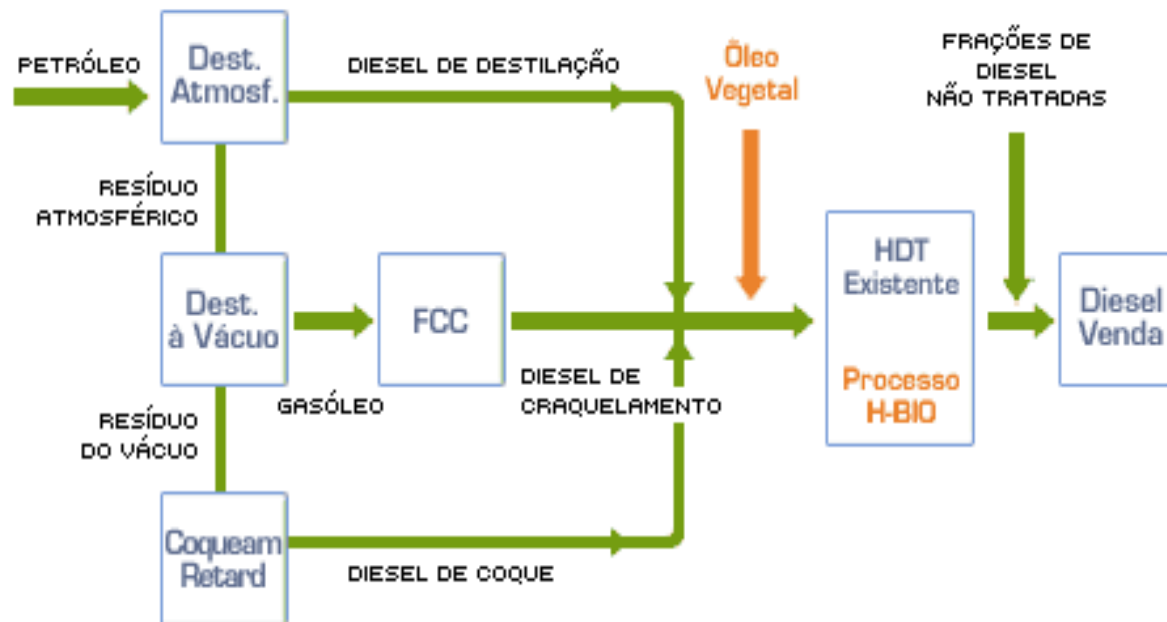 PETRÓLEO
Dest.
Atmosf.
DIESEL DE DESTILAÇÃO
Óleo
Vegetal
FRAÇÕES DE
DIESEL
NÃO TRATADAS
RESÍDUO
ATMOSFÉRICO
Dest.
à Vácuo
GASÓLEO
FCC
DIESEL DE
CRAQUELAMENTO
HDT
Existente
Processo
H-BIO
Diesel
Venda
RESÍDUO
DO VÁCUO
Coqueam
Retard
DIESEL DE COQUE